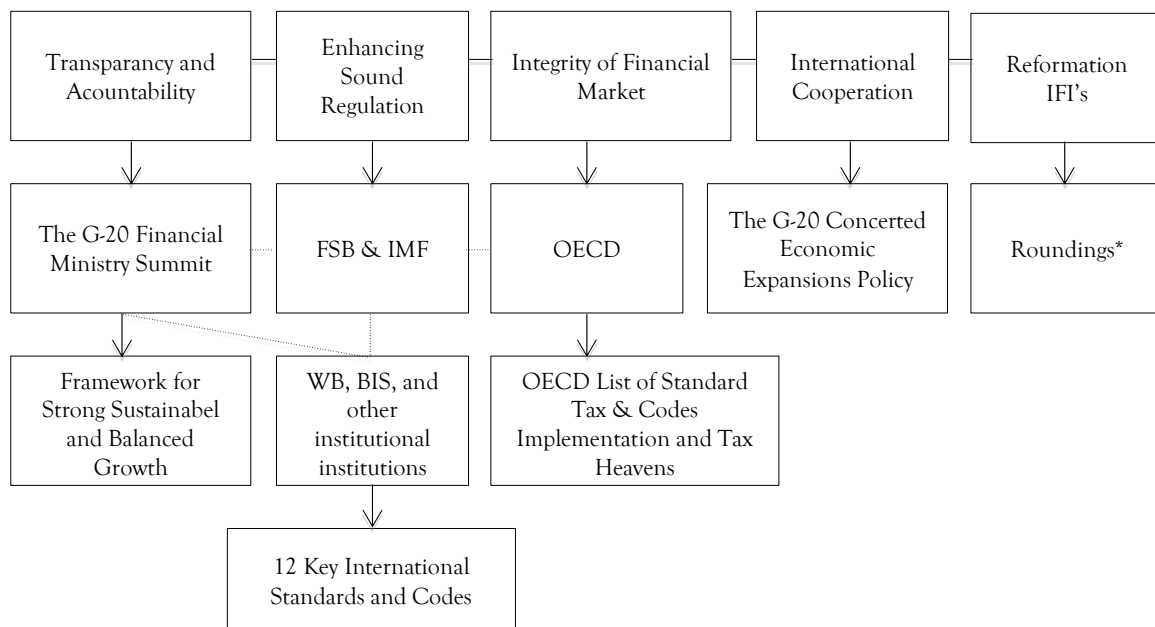 Transparancy and
Acountability
Enhancing
Sound
Regulation
Integrity of Financial
Market
International
Cooperation
Reformation
IFI's
The G-20 Financial
Ministry Summit
FSB & IMF
OECD
The G-20 Concerted
Economic
Expansions Policy
Roundings*
Framework for
Strong Sustainabel
and Balanced
Growth
WB, BIS, and
other
institutional
institutions
OECD List of Standard
Tax & Codes
Implementation and Tax
Heavens
12 Key International
Standards and Codes